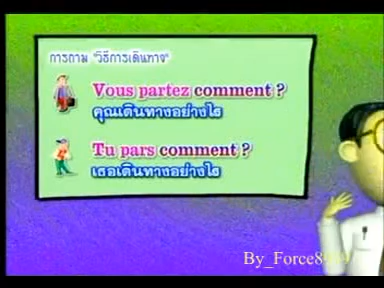 การถาม "วิธีการเดินทาง"
Vous partez comment ?
คุณเดินทางอย่างไร
Tu pars comment ?
เธอเดินทางอย่างไร